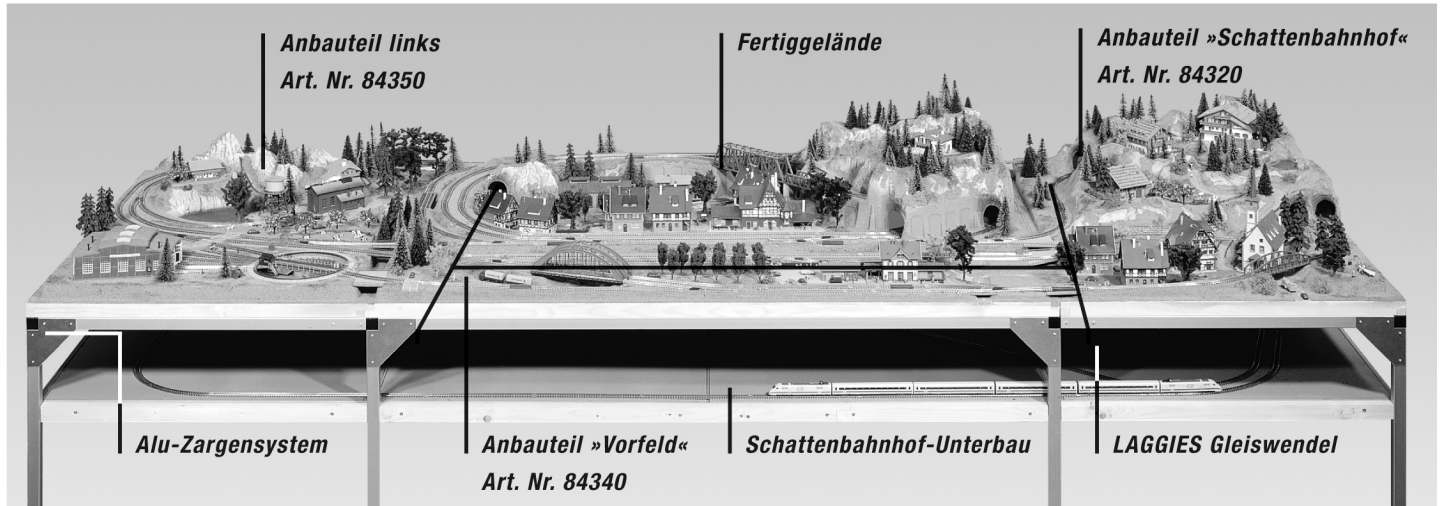 Anbauteil links
Art. Nr. 84350
Fertiggelände
Anbauteil »Schattenbahnhof«
Art. Nr. 84320
Alu-Zargensystem
Anbauteil »Vorfeld«
Art. Nr. 84340
Schattenbahnhof-Unterbau
LAGGIES Gleiswendel